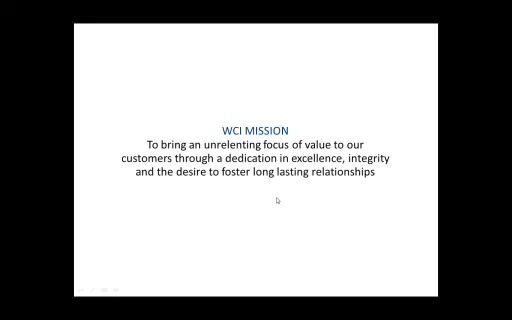 WCI MISSION
To bring an unrelenting focus of value to our
customers through a dedication in excellence, integrity
and the desire to foster long lasting relationships